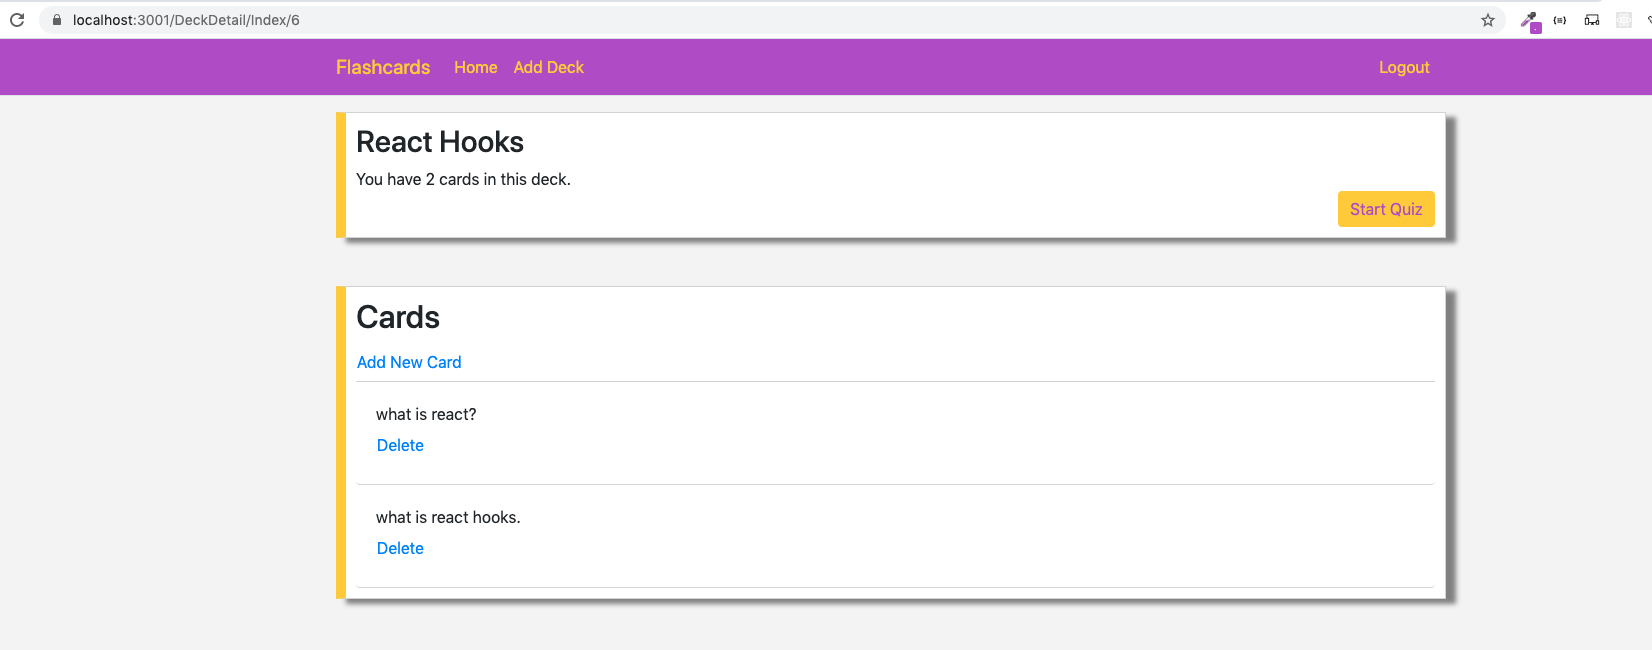 localhost:3001/DeckDetail/Index/6
Flashcards Home Add Deck Logout
React Hooks
You have 2 cards in this deck.
Start Quiz
Cards
Add New Card
what is react?
Delete
what is react hooks.
Delete